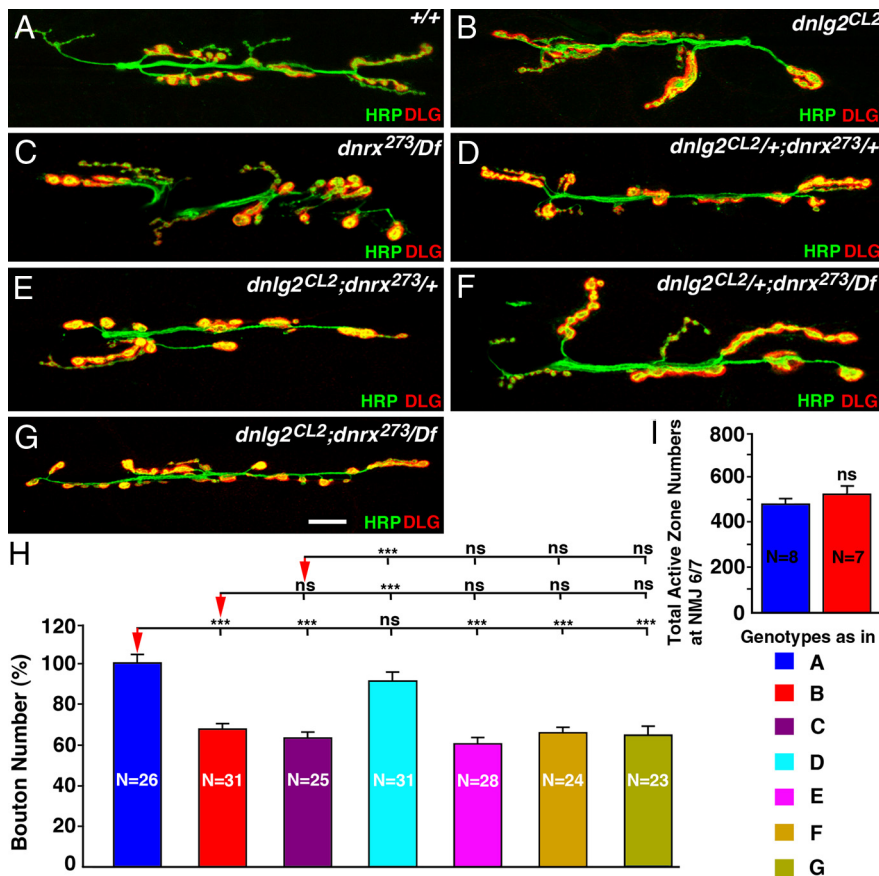 A
+/+
HRP DLG
B
dnlg2CL2
HRP DLG
C
dnrx273/Df
HRP DLG
D
dnlg2CL2/+;dnrx273/+
HRP DLG
E
dnlg2CL2;dnrx273/+
HRP DLG
F
dnlg2CL2/+;dnrx273/Df
HRP DLG
G
dnlg2CL2;dnrx273/Df
HRP DLG
H
*** ns ns ns
ns *** ns ns ns
*** *** ns *** *** ***
Bouton Number (%)
120
100
80
60
40
20
0
N=26 N=31 N=25 N=31 N=28 N=24 N=23
I
Total Active Zone Numbers
at NMJ 6/7
800
600
400
200
0
ns
N=8 N=7
Genotypes as in
A
B
C
D
E
F
G